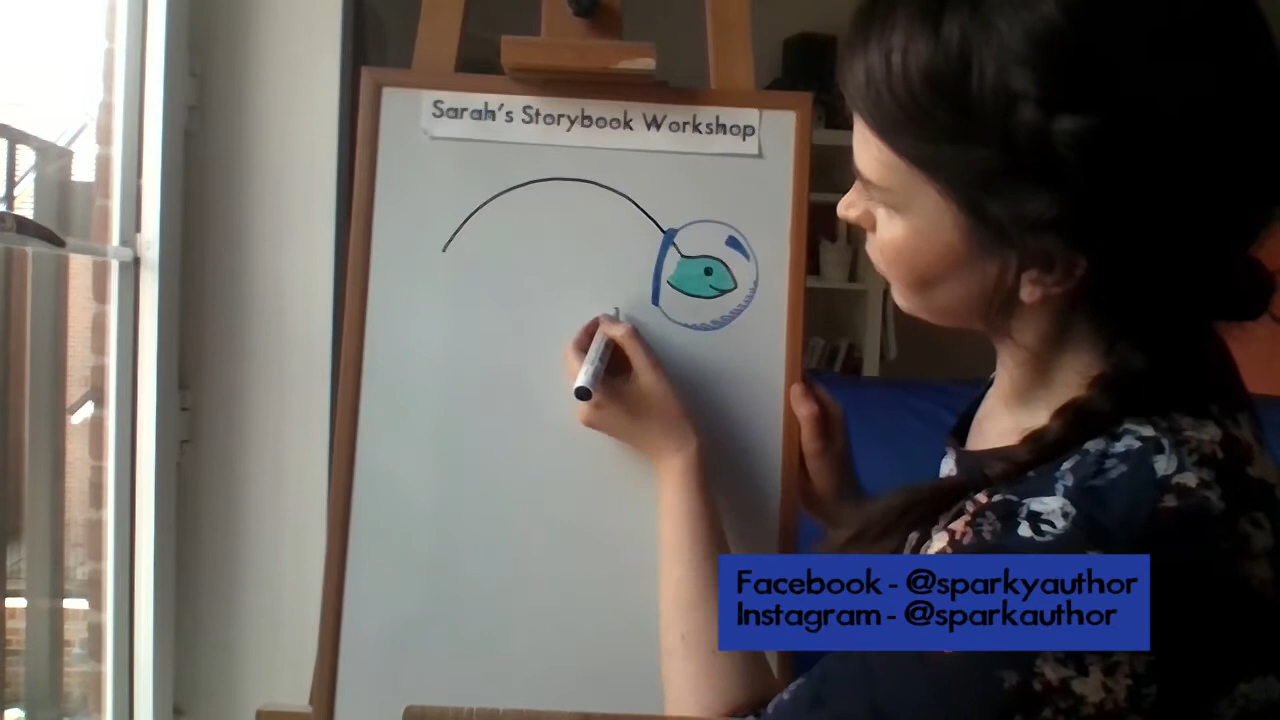 Sarah's Storybook Workshop
Facebook - @sparkyauthor
Instagram - @sparkauthor